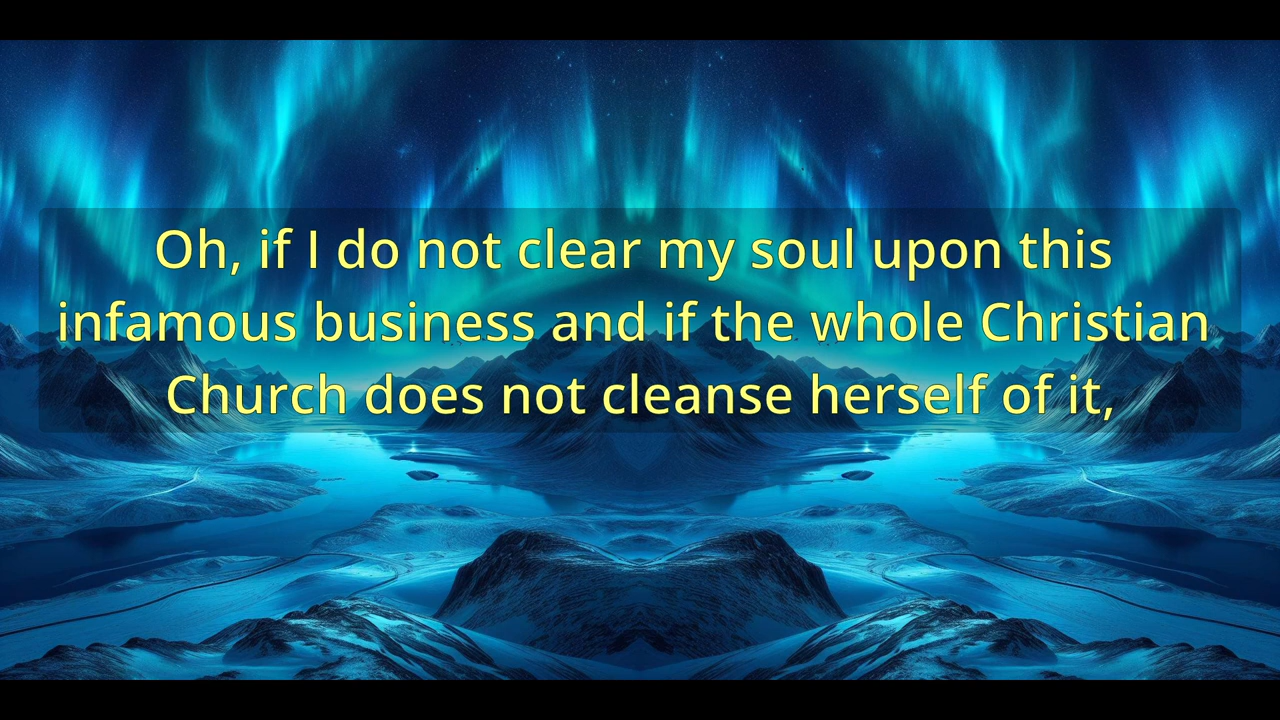 Oh, if I do not clear my soul upon this
infamous business and if the whole Christian
Church does not cleanse herself of it,